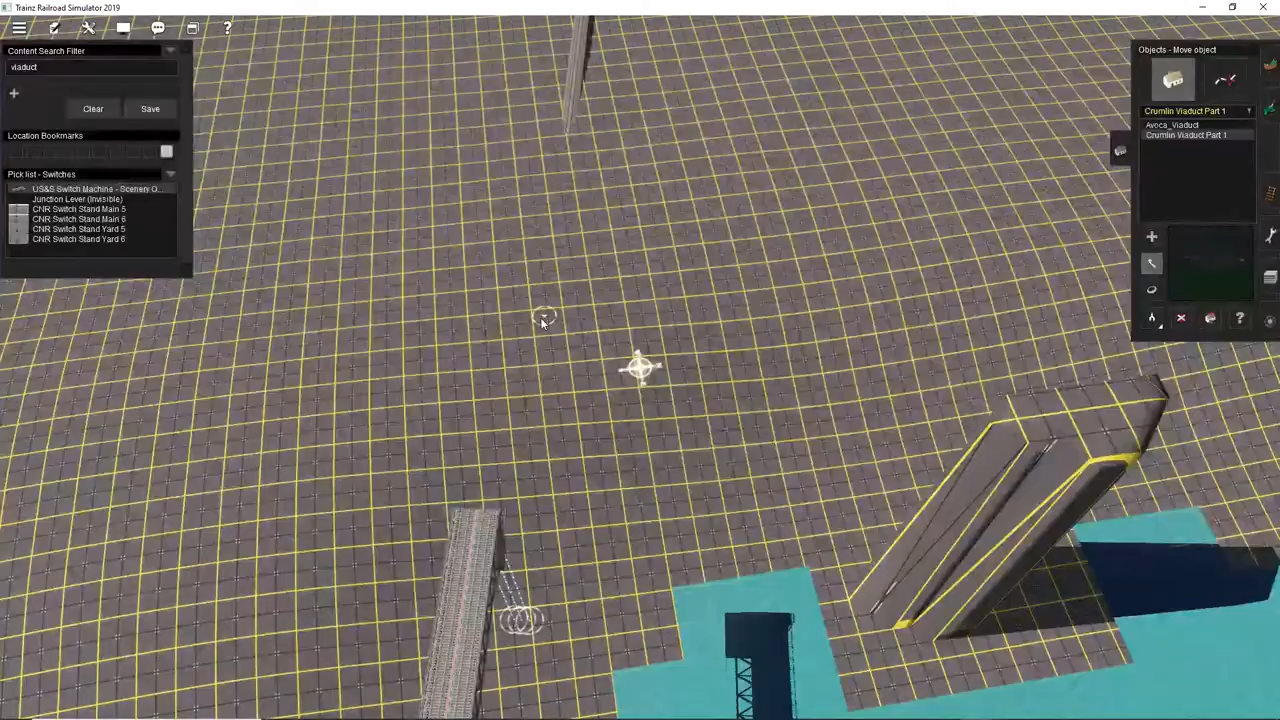 Trainz Railroad Simulator 2019
Content Search Filter
viaduct
Clear
Save
Location Bookmarks
Pick list - Switches
US&S Switch Machine - Scenery O...
Junction Lever (Invisible)
CNR Switch Stand Main 5
CNR Switch Stand Main 6
CNR Switch Stand Yard 5
CNR Switch Stand Yard 6
Objects - Move object
Crumlin Viaduct Part 1
Avoca_Viaduct
Crumlin Viaduct Part 1